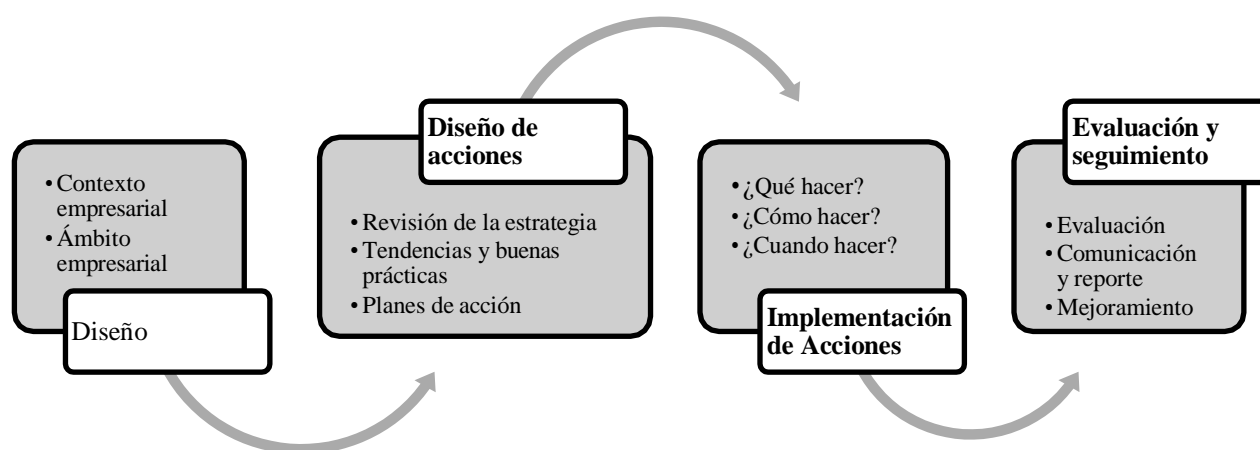 • Contexto
empresarial
• Ámbito
empresarial
Diseño
Diseño de
acciones
• Revisión de la estrategia
• Tendencias y buenas
prácticas
• Planes de acción
• ¿Qué hacer?
• ¿Cómo hacer?
• ¿Cuando hacer?
Implementación
de Acciones
Evaluación y
seguimiento
• Evaluación
• Comunicación
y reporte
• Mejoramiento